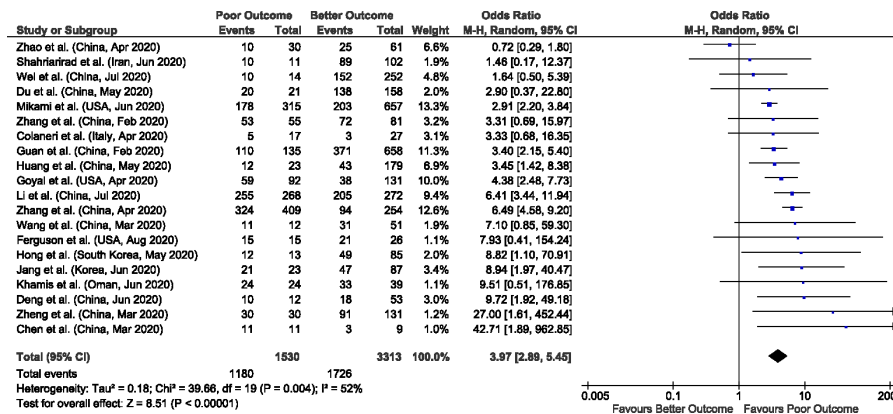 Poor Outcome Better Outcome Odds Ratio Odds Ratio
Study or Subgroup Events Total Events Total Weight M-H, Random, 95% CI M-H, Random, 95% CI
Zhao et al. (China, Apr 2020) 10 30 25 61 6.6% 0.72 [0.29, 1.80]
Shahriarirad et al. (Iran, Jun 2020) 10 11 89 102 1.9% 1.46 [0.17, 12.37]
Wei et al. (China, Jul 2020) 10 14 152 252 4.9% 1.64 [0.50, 5.39]
Du et al. (China, May 2020) 20 21 138 158 2.0% 2.90 [0.37, 22.80]
Mikami et al. (USA, Jun 2020) 178 315 203 657 13.3% 2.91 [2.20, 3.84]
Zhang et al. (China, Feb 2020) 53 55 72 81 3.2% 3.31 [0.69, 15.97]
Colaneri et al. (Italy, Apr 2020) 5 17 3 27 3.1% 3.33 [0.68, 16.35]
Guan et al. (China, Feb 2020) 110 135 371 658 11.3% 3.40 [2.15, 5.40]
Huang et al. (China, May 2020) 12 23 43 179 6.8% 3.45 [1.42, 8.38]
Goyal et al. (USA, Apr 2020) 59 92 38 131 10.0% 4.38 [2.48, 7.73]
Li et al. (China, Jul 2020) 255 268 205 272 9.4% 6.41 [3.44, 11.94]
Zhang et al. (China, Apr 2020) 324 409 94 254 12.6% 6.49 [4.58, 9.20]
Wang et al. (China, Mar 2020) 11 12 31 51 1.9% 7.10 [0.85, 59.30]
Ferguson et al. (USA, Aug 2020) 15 15 21 26 1.1% 7.93 [0.41, 154.24]
Hong et al. (South Korea, May 2020) 12 13 49 85 2.0% 8.82 [1.10, 70.91]
Jang et al. (Korea, Jun 2020) 21 23 47 87 3.4% 8.94 [1.97, 40.47]
Khamis et al. (Oman, Jun 2020) 24 24 33 39 1.1% 9.51 [0.51, 176.85]
Deng et al. (China, Jun 2020) 10 12 18 53 3.1% 9.72 [1.92, 49.18]
Zheng et al. (China, Mar 2020) 30 30 91 131 1.2% 27.00 [1.61, 452.44]
Chen et al. (China, Mar 2020) 11 11 3 9 1.0% 42.71 [1.89, 962.85]
Total (95% CI) 1530 3313 100.0% 3.97 [2.89, 5.45]
Total events 1180 1726
Heterogeneity: Tau² = 0.18; Chi² = 39.66, df = 19 (P = 0.004); I² = 52%
Test for overall effect: Z = 8.51 (P < 0.00001)
0.005 0.1 1 10
Favours Better Outcome Favours Poor Outcome